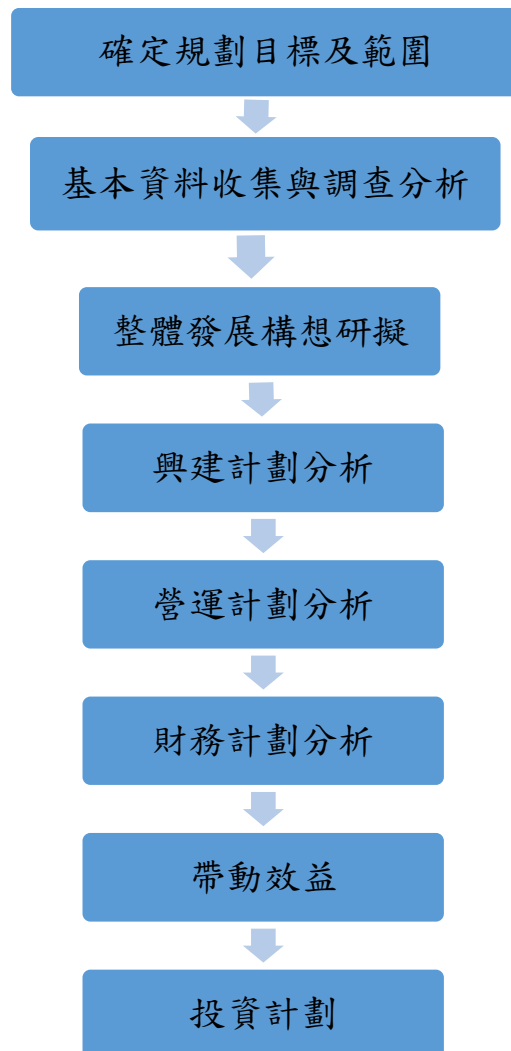 確定規劃目標及範圍
基本資料收集與調查分析
整體發展構想研擬
興建計劃分析
營運計劃分析
財務計劃分析
帶動效益
投資計劃